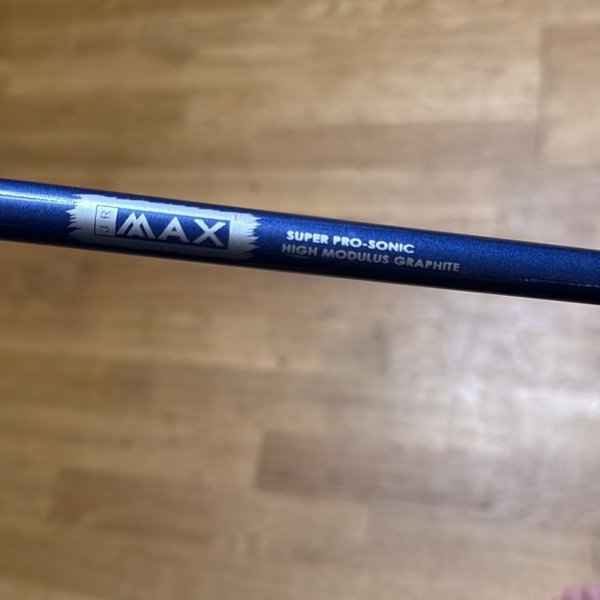 JR MAX
SUPER PRO-SONIC
HIGH MODULUS GRAPHITE